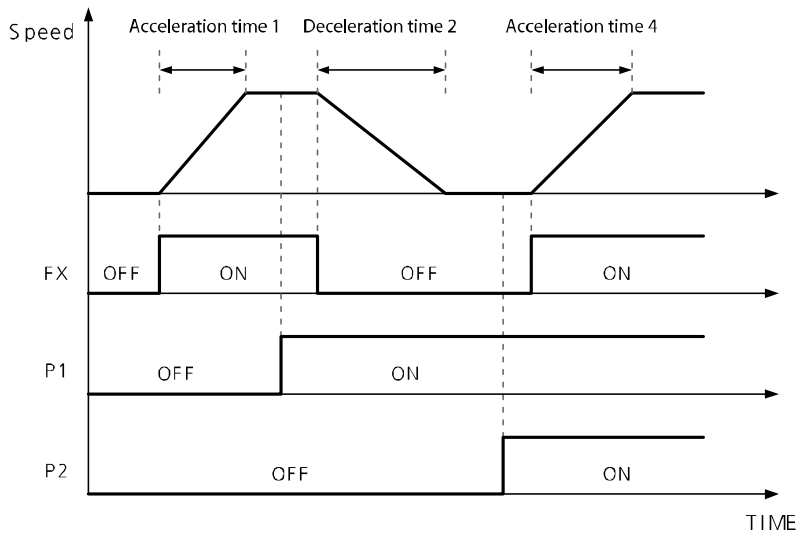 Speed
Acceleration time 1 Deceleration time 2 Acceleration time 4
FX OFF ON OFF ON
P1 OFF ON
P2 OFF ON
TIME